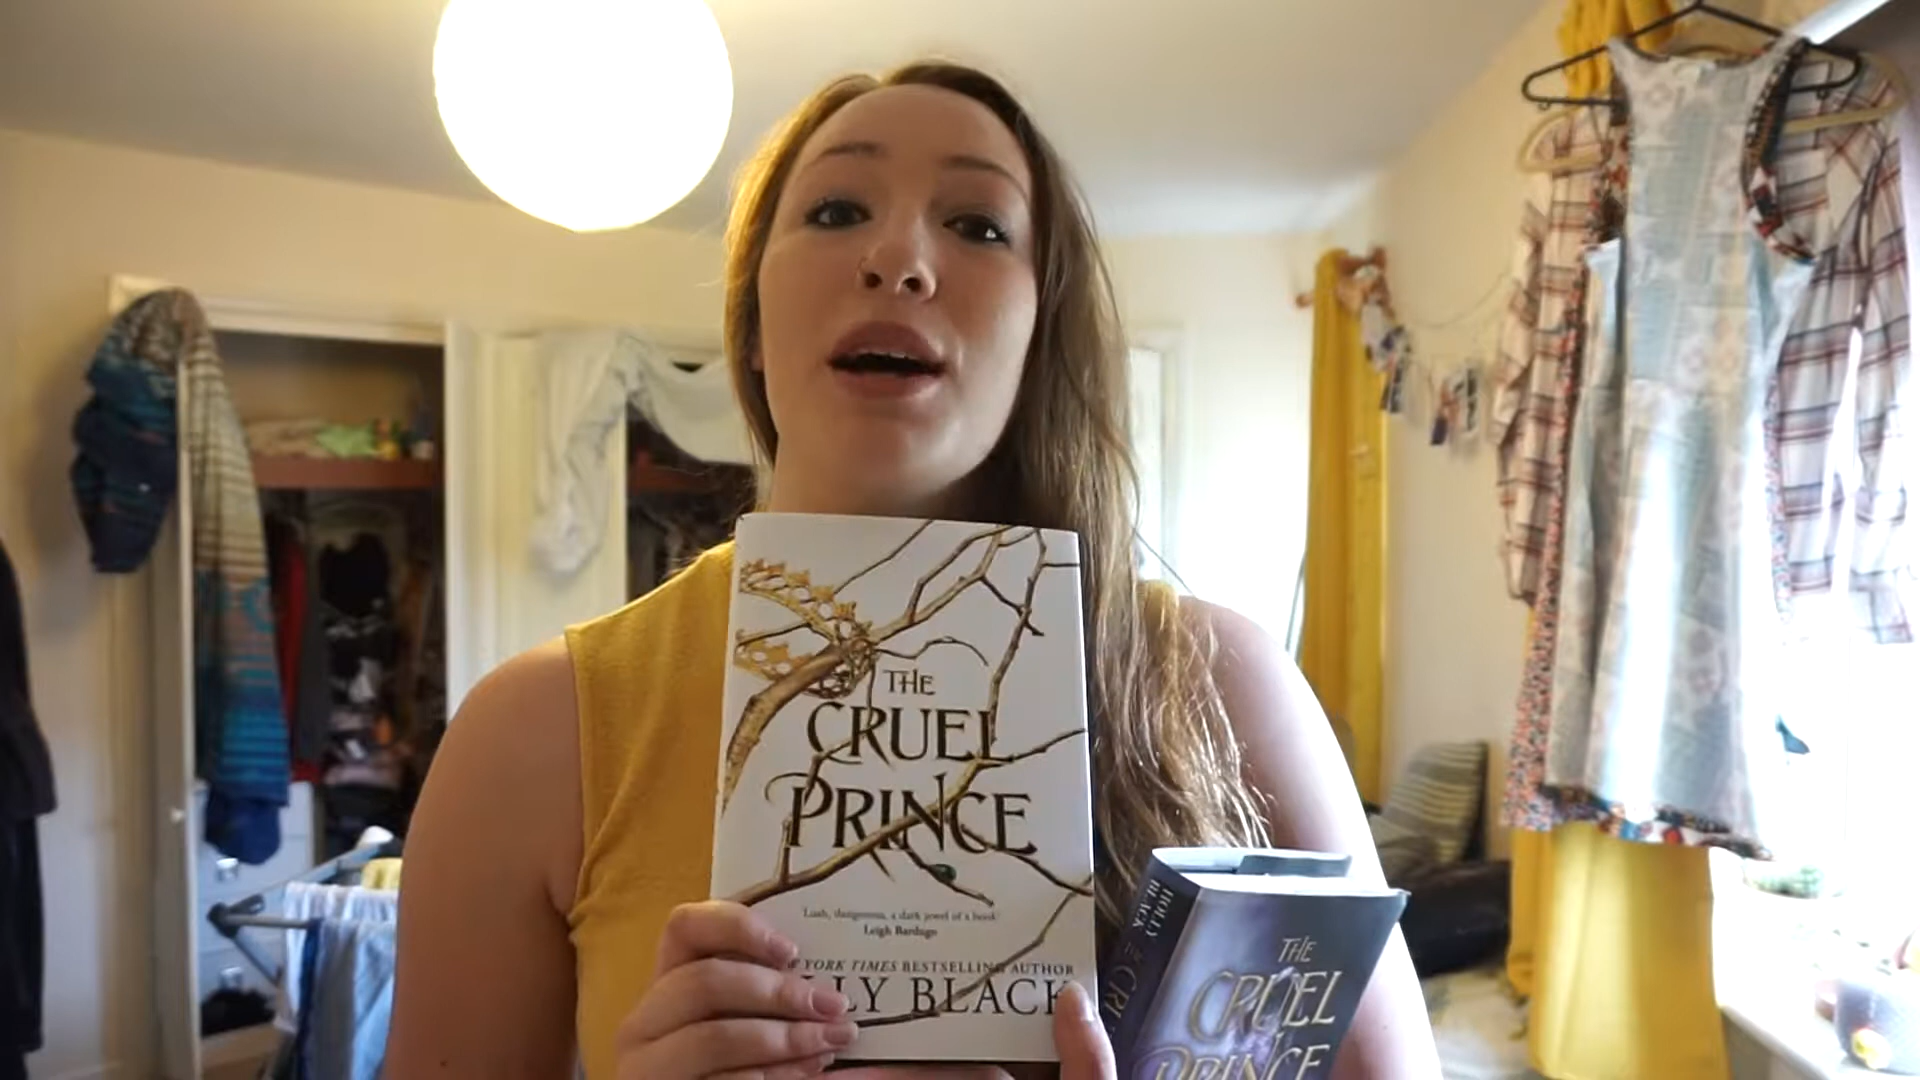 THE
CRUEL
PRINCE
'Lush, dangerous, a dark jewel of a book'
Leigh Bardugo
YORK TIMES BESTSELLING AUTHOR
LLY BLACK
HOLLY
BLACK
THE
CRUEL
PRINCE